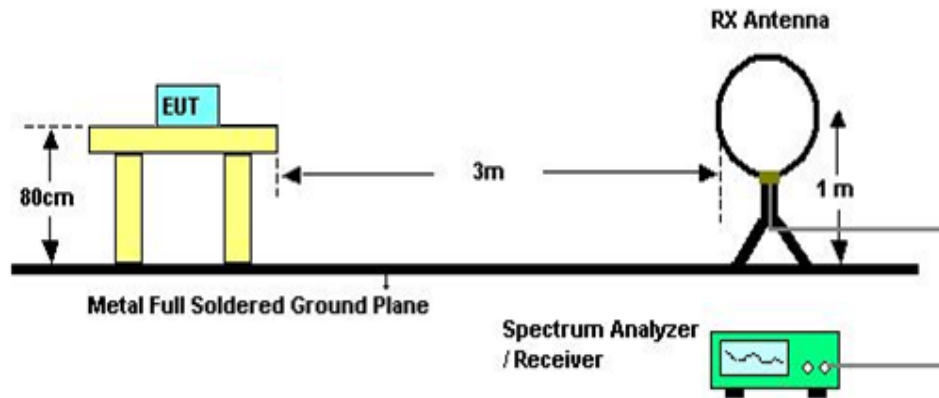 RX Antenna
EUT
3m
80cm
1 m
Metal Full Soldered Ground Plane
Spectrum Analyzer
/ Receiver